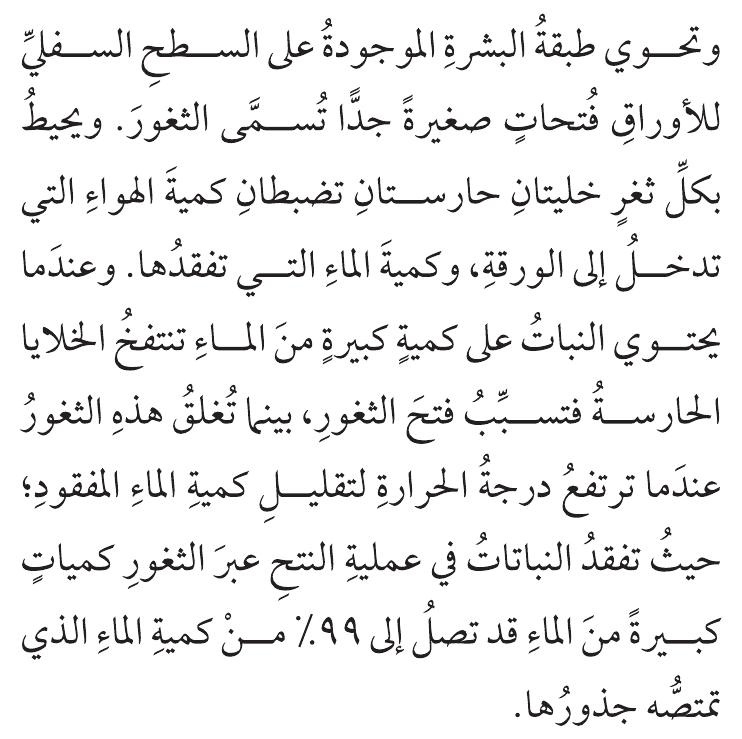 وتحوي طبقةُ البشرةِ الموجودةُ على السطحِ السفليِّ
للأوراقِ فُتحاتٍ صغيرةً جدًّا تُسمَّى الثغورَ. ويحيطُ
بكلِّ ثغرٍ خليتانِ حارستانِ تضبطانِ كميةَ الهواءِ التي
تدخلُ إلى الورقةِ، وكميةَ الماءِ التي تفقدُها. وعندَما
يحتوي النباتُ على كميةٍ كبيرةٍ منَ الماءِ تنتفخُ الخلايا
الحارسةُ فتسبِّبُ فتحَ الثغورِ، بينما تُغلقُ هذهِ الثغورُ
عندَما ترتفعُ درجةُ الحرارةِ لتقليلِ كميةِ الماءِ المفقودِ؛
حيثُ تفقدُ النباتاتُ في عمليةِ النتحِ عبرَ الثغورِ كمياتٍ
كبيرةً منَ الماءِ قد تصلُ إلى ٩٩٪ منْ كميةِ الماءِ الذي
تمتصُّه جذورُها.